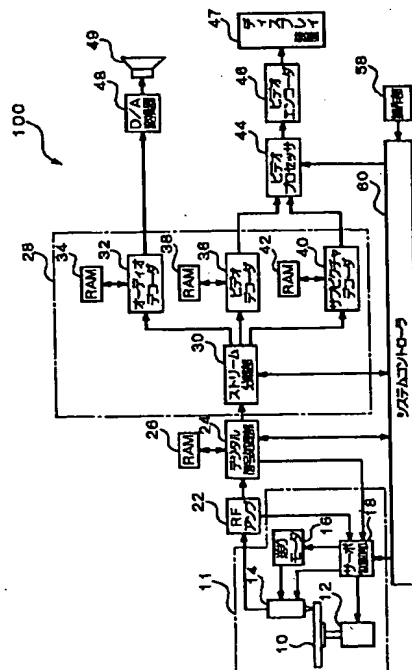 47
ディスプレイ
装置
49
48
D/A
変換器
46
ビデオ
エンコーダ
58
操作部
100
44
ビデオ
プロセッサ
60
28
34
RAM
32
オーディオ
デコーダ
38
RAM
36
ビデオ
デコーダ
42
RAM
40
サブピクチャ
デコーダ
30
ストリーム
分離部
26
RAM
24
デジタル
信号処理部
22
RF
アンプ
11
14
16
送り
モータ
18
サーボ
処理部
10
12
システムコントローラ